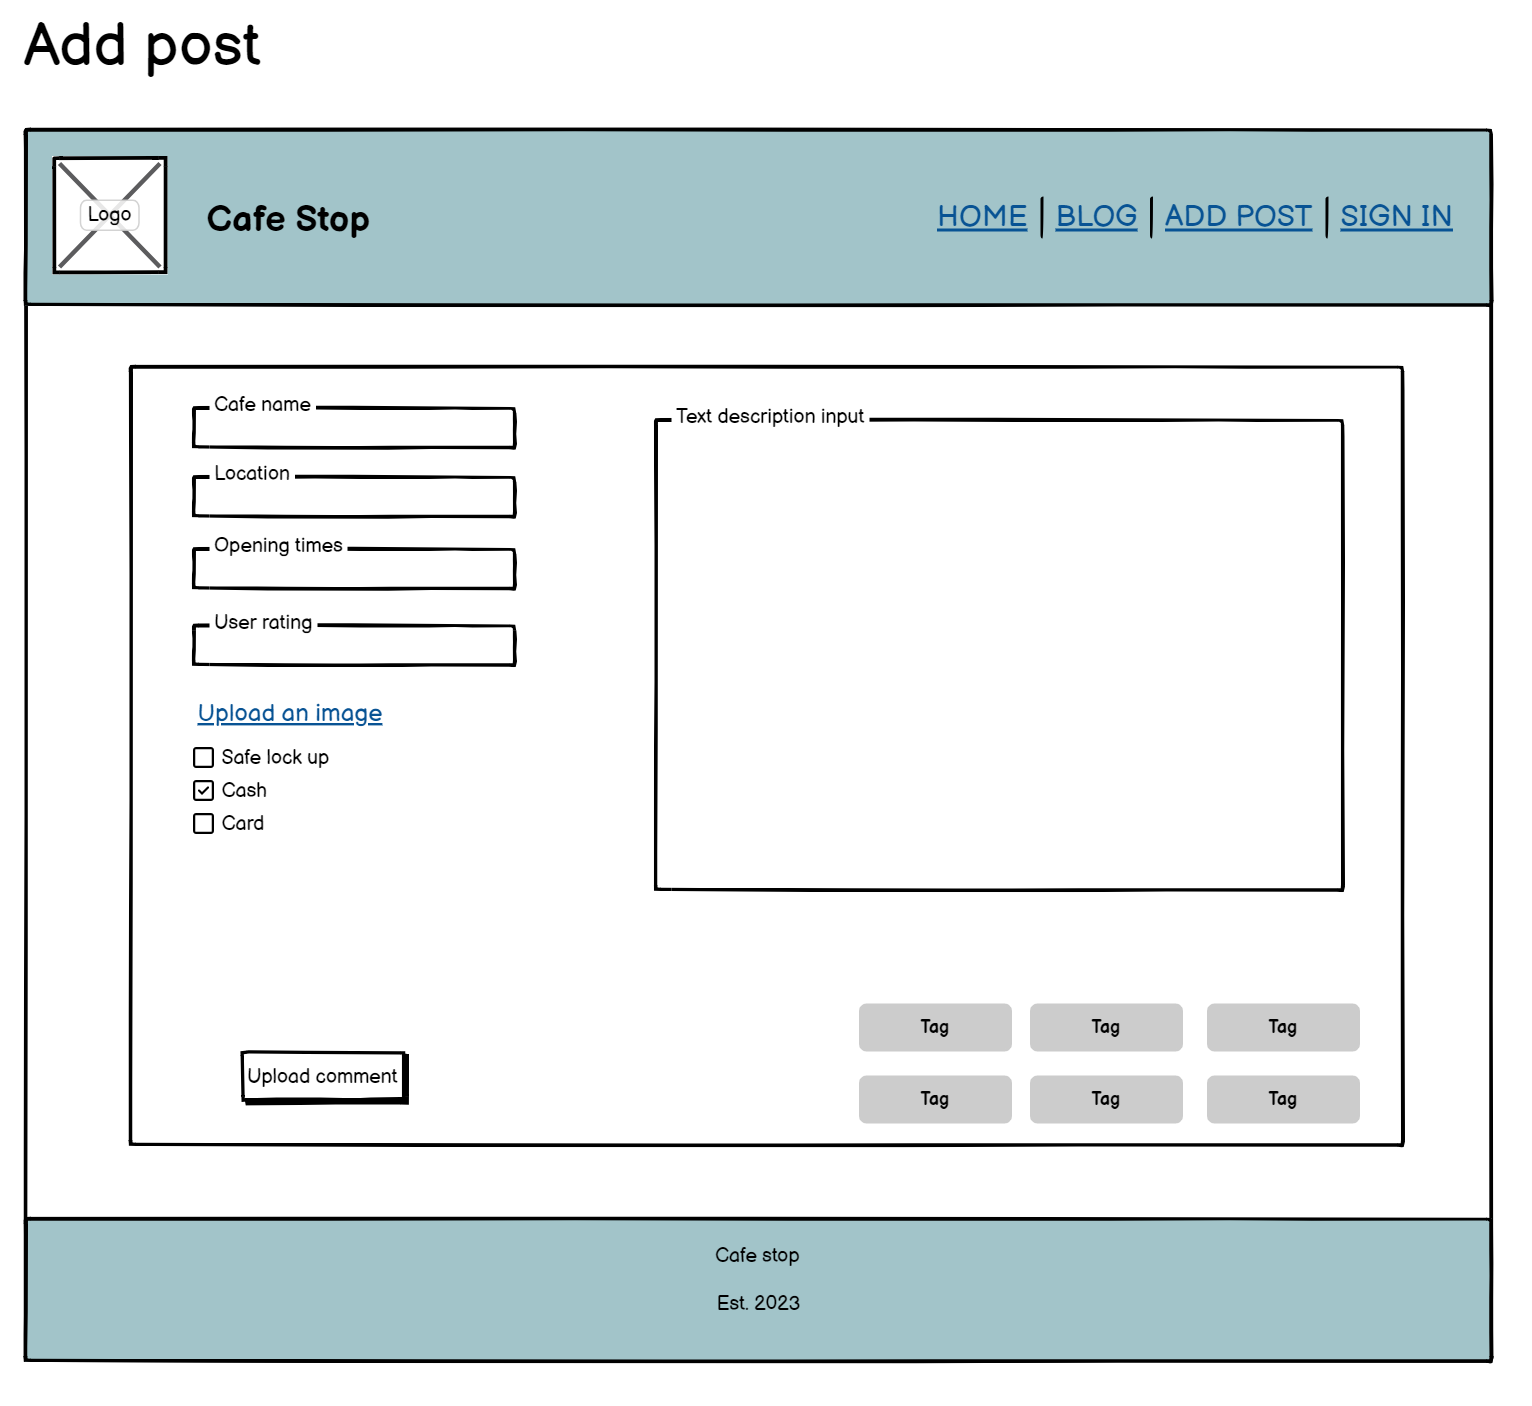 Add post
Logo
Cafe Stop
HOME | BLOG | ADD POST | SIGN IN
Cafe name
Location
Opening times
User rating
Upload an image
Safe lock up
Cash
Card
Upload comment
Text description input
Tag Tag Tag
Tag Tag Tag
Cafe stop
Est. 2023